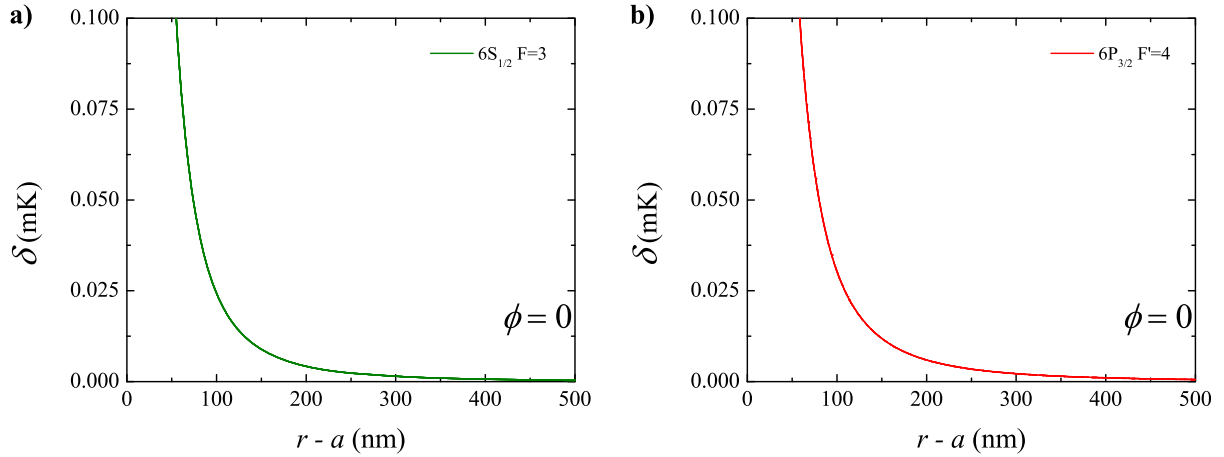 a)
δ (mK)
0.100
0.075
0.050
0.025
0.000
6S1/2 F=3
ϕ = 0
0 100 200 300 400 500
r - a (nm)
b)
δ (mK)
0.100
0.075
0.050
0.025
0.000
6P3/2 F'=4
ϕ = 0
0 100 200 300 400 500
r - a (nm)